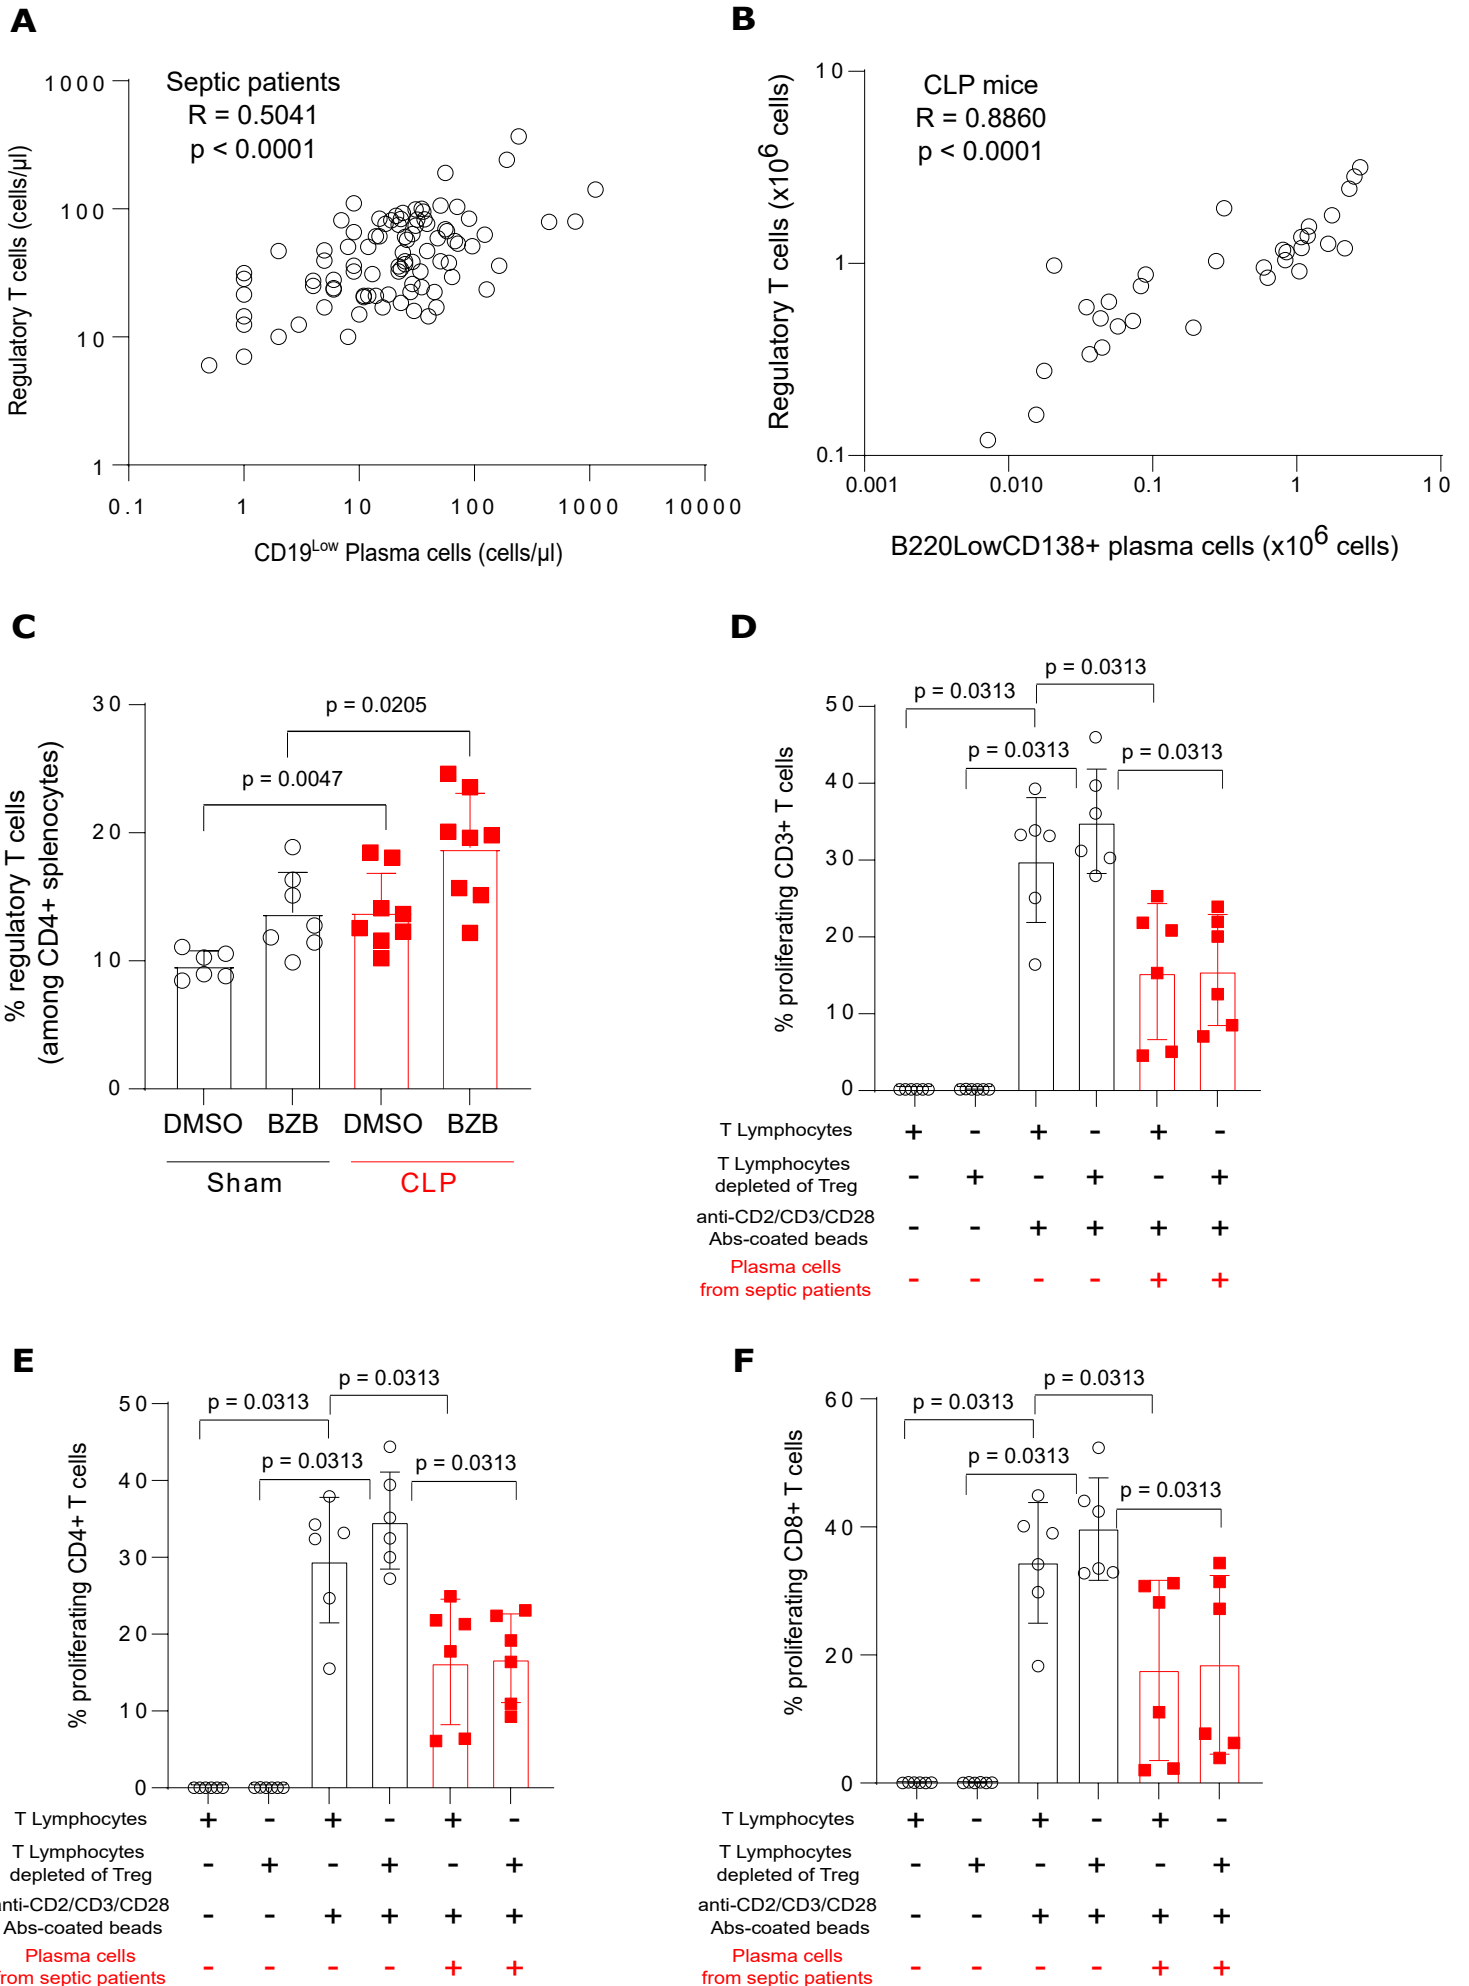 A
Septic patients
R = 0.5041
p < 0.0001
1000
100
10
1
0.1
1
10
100
1000
10000
Regulatory T cells (cells/µl)
CD19Low Plasma cells (cells/µl)
B
CLP mice
R = 0.8860
p < 0.0001
10
1
0.1
0.001
0.010
0.1
1
10
Regulatory T cells (x106 cells)
B220LowCD138+ plasma cells (x106 cells)
C
p = 0.0205
p = 0.0047
30
20
10
0
% regulatory T cells
(among CD4+ splenocytes)
DMSO BZB DMSO BZB
Sham CLP
D
p = 0.0313
p = 0.0313
p = 0.0313
p = 0.0313
50
40
30
20
10
0
% proliferating CD3+ T cells
T Lymphocytes + - + - + -
T Lymphocytes
depleted of Treg - + - + - +
anti-CD2/CD3/CD28
Abs-coated beads - - + + + +
Plasma cells
from septic patients - - - - + +
E
p = 0.0313
p = 0.0313
p = 0.0313
p = 0.0313
50
40
30
20
10
0
% proliferating CD4+ T cells
T Lymphocytes + - + - + -
T Lymphocytes
depleted of Treg - + - + - +
anti-CD2/CD3/CD28
Abs-coated beads - - + + + +
Plasma cells
from septic patients - - - - + +
F
p = 0.0313
p = 0.0313
p = 0.0313
p = 0.0313
60
40
20
0
% proliferating CD8+ T cells
T Lymphocytes + - + - + -
T Lymphocytes
depleted of Treg - + - + - +
anti-CD2/CD3/CD28
Abs-coated beads - - + + + +
Plasma cells
from septic patients - - - - + +